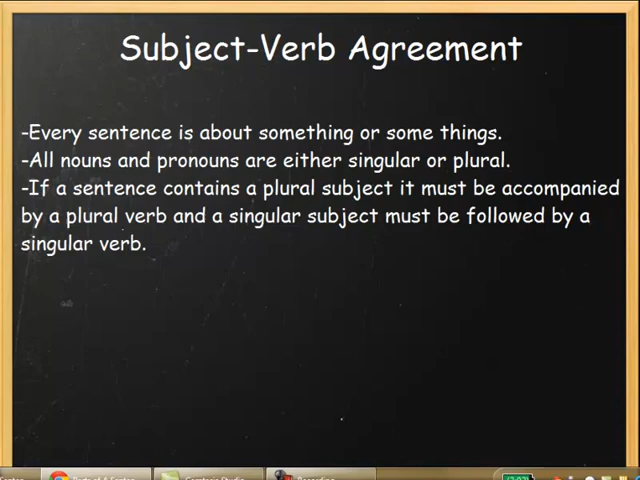 Subject-Verb Agreement
-Every sentence is about something or some things.
-All nouns and pronouns are either singular or plural.
-If a sentence contains a plural subject it must be accompanied
by a plural verb and a singular subject must be followed by a
singular verb.